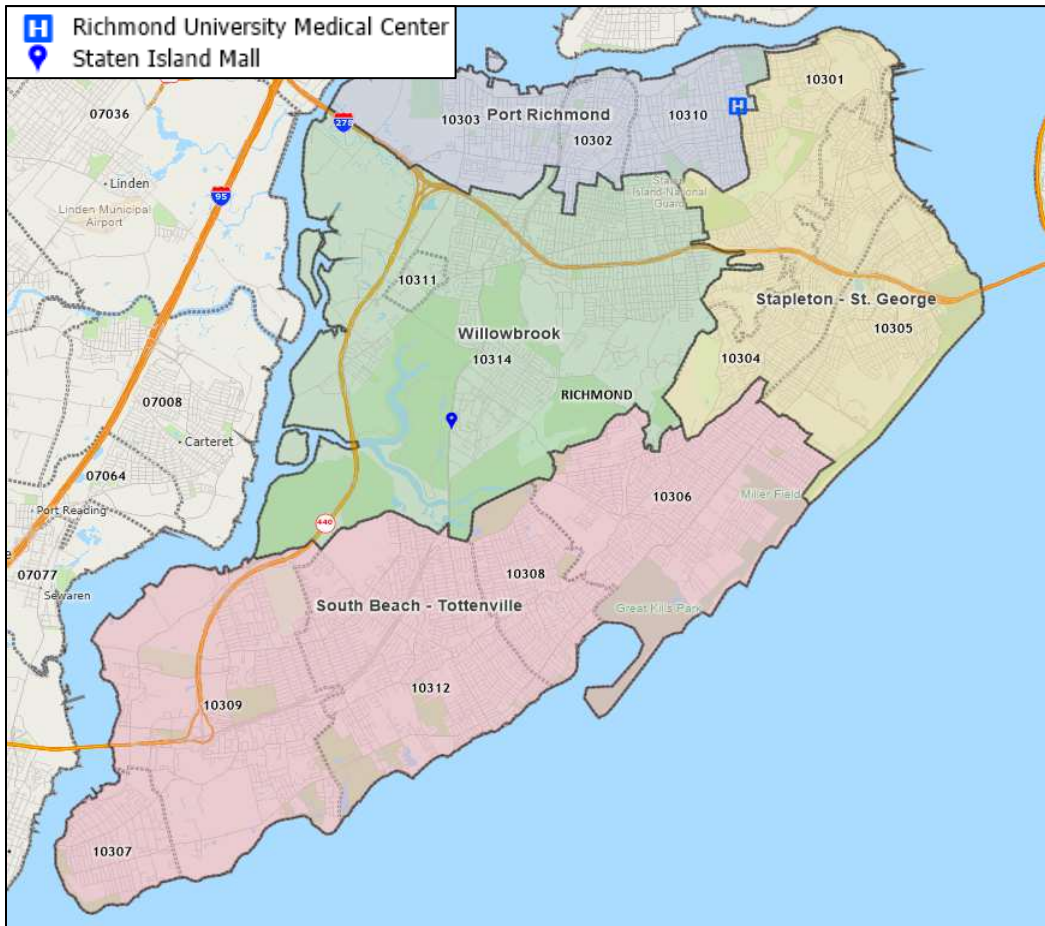 H Richmond University Medical Center
Staten Island Mall
07036
278
10303
Port Richmond
10302
10310
H
10301
Linden
Linden Municipal
Airport
95
Island National
Guard
10311
Willowbrook
10314
Stapleton - St. George
10305
10304
RICHMOND
07008
Carteret
07064
Port Reading
440
10306
Miller Field
07077
Sewaren
10308
South Beach - Tottenville
Great Kills Park
10312
10309
10307